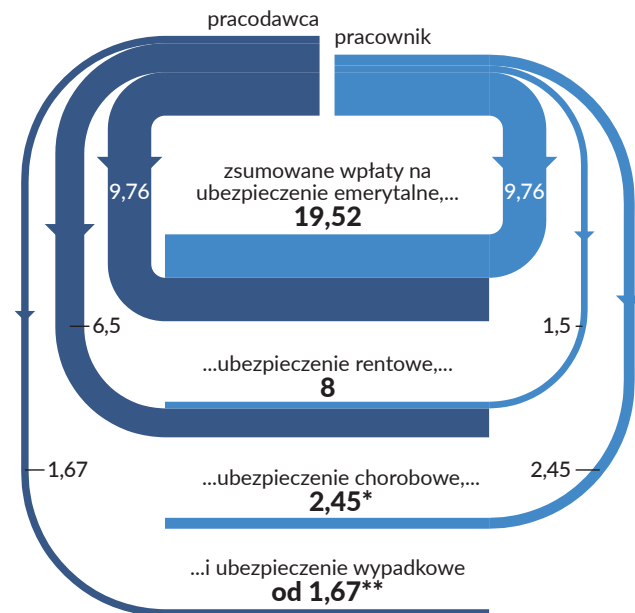 pracodawca
pracownik
zsumowane wpłaty na
ubezpieczenie emerytalne,...
19,52
9,76
9,76
6,5
1,5
...ubezpieczenie rentowe,...
8
1,67
2,45
...ubezpieczenie chorobowe,...
2,45*
...i ubezpieczenie wypadkowe
od 1,67**